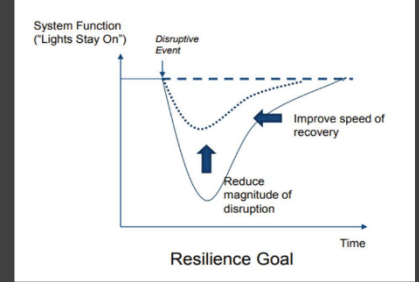 System Function
("Lights Stay On")
Disruptive
Event
Improve speed of
recovery
Reduce
magnitude of
disruption
Time
Resilience Goal